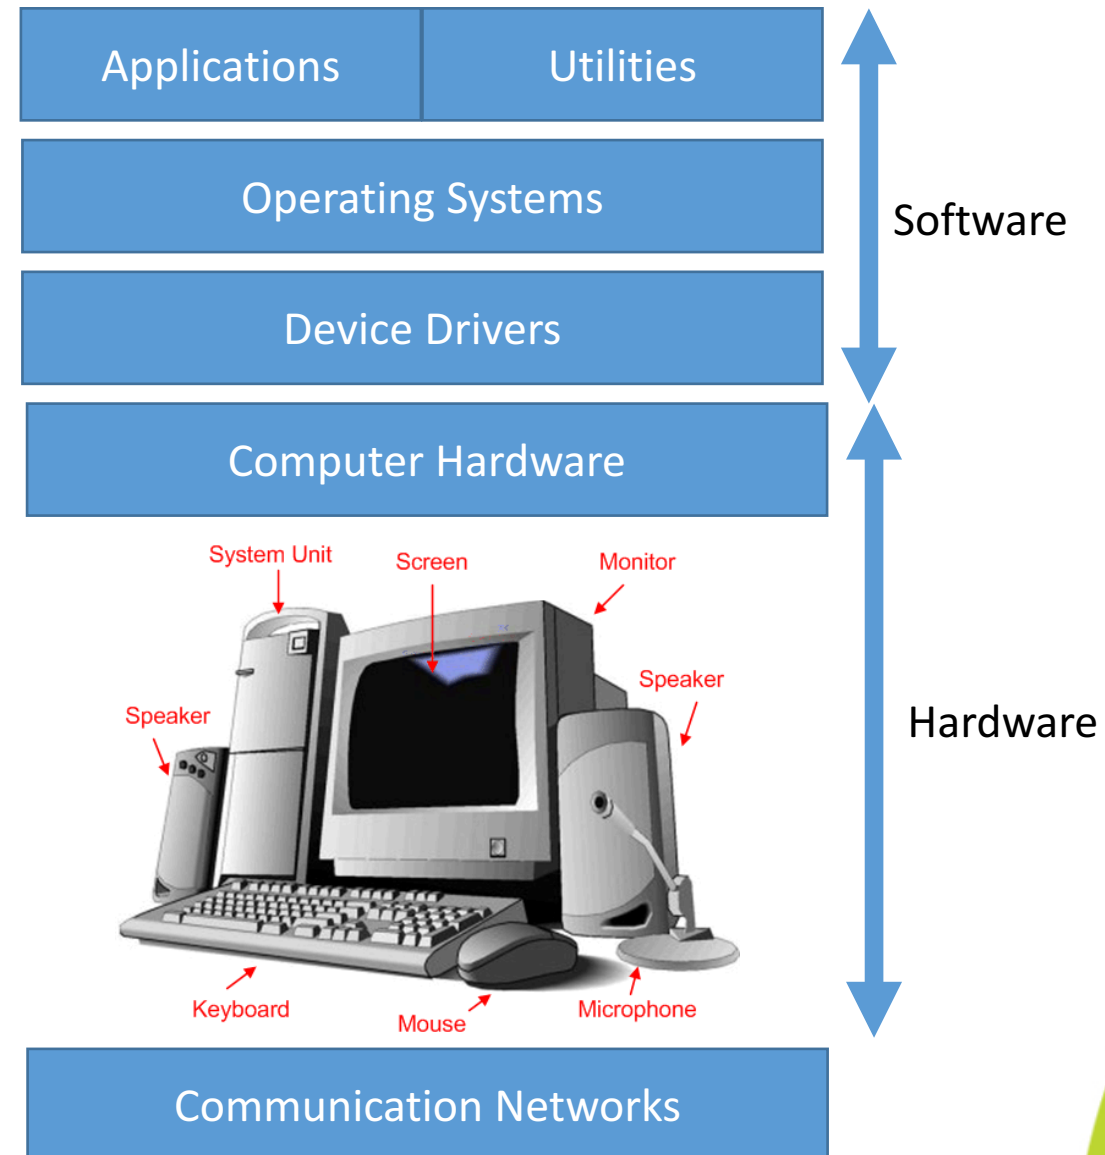 Applications
Utilities
Operating Systems
Software
Device Drivers
Computer Hardware
System Unit
Screen
Monitor
Speaker
Speaker
Hardware
Keyboard
Mouse
Microphone
Communication Networks